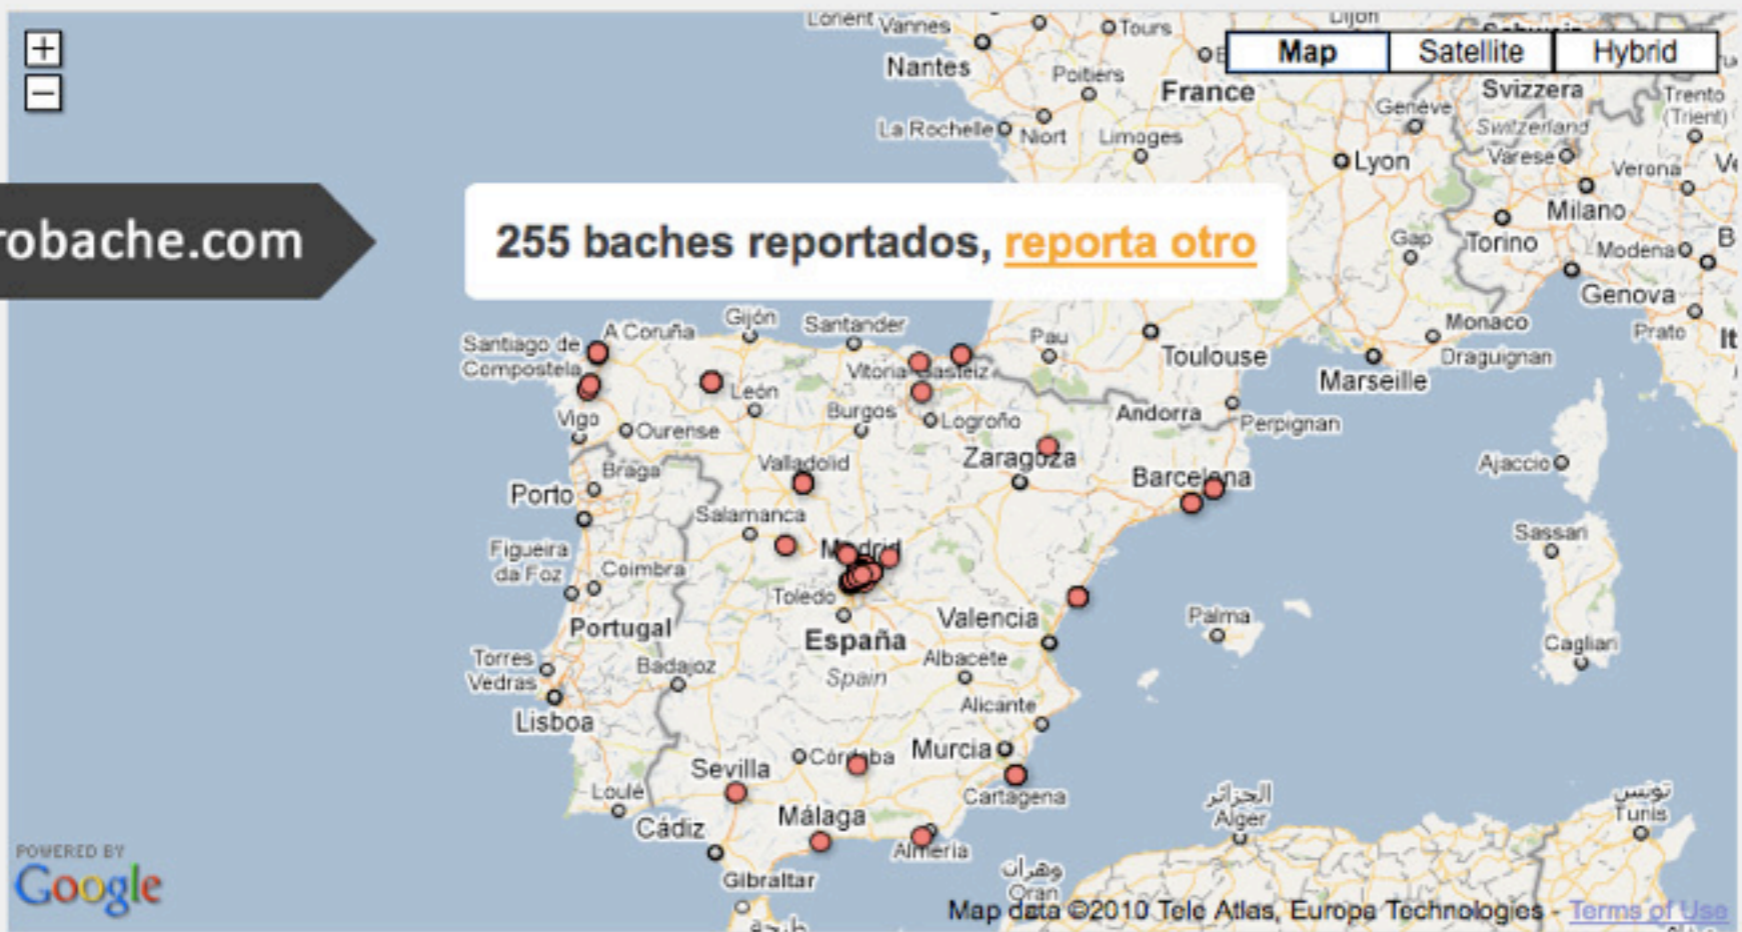 +
−
Lorient
Vannes
Tours
Dijon
Nantes
Poitiers
Map
Satellite
Hybrid
France
Genève
Svizzera
Switzerland
Trento
(Trient)
La Rochelle
Niort
Limoges
Lyon
Varese
Verona
Milano
robache.com
255 baches reportados, reporta otro
Gap
Torino
Modena
Genova
Monaco
Prato
It
Draguignan
Gijón
Santander
A Coruña
Santiago de
Compostela
Pau
Toulouse
Marseille
Vitoria-Gasteiz
León
Burgos
Logroño
Andorra
Perpignan
Vigo
Ourense
Braga
Valladolid
Zaragoza
Barcelona
Ajaccio
Porto
Salamanca
Madrid
Sassari
Figueira
da Foz
Coimbra
Toledo
Valencia
Palma
Portugal
España
Spain
Cagliari
Torres
Vedras
Badajoz
Albacete
Lisboa
Alicante
Murcia
Córdoba
Sevilla
Cartagena
Loulé
Cádiz
Málaga
Almería
الجزائر
Alger
تونس
Tunis
Gibraltar
وهران
Oran
طنجة
POWERED BY
Google
Map data ©2010 Tele Atlas, Europa Technologies - Terms of Use